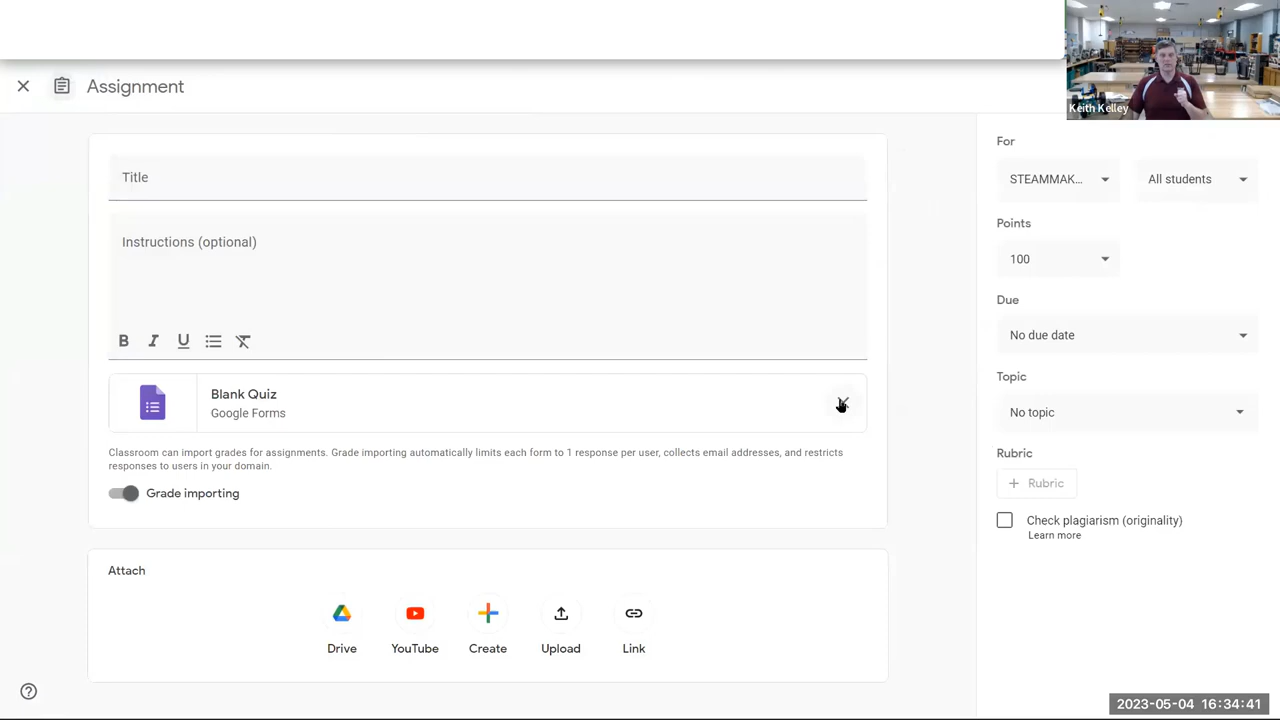 Keith Kelley
Assignment
Title
Instructions (optional)
B I U
Blank Quiz
Google Forms
Classroom can import grades for assignments. Grade importing automatically limits each form to 1 response per user, collects email addresses, and restricts
responses to users in your domain.
Grade importing
Attach
Drive YouTube Create Upload Link
For
STEAMMAK... All students
Points
100
Due
No due date
Topic
No topic
Rubric
+ Rubric
Check plagiarism (originality)
Learn more
2023-05-04 16:34:41